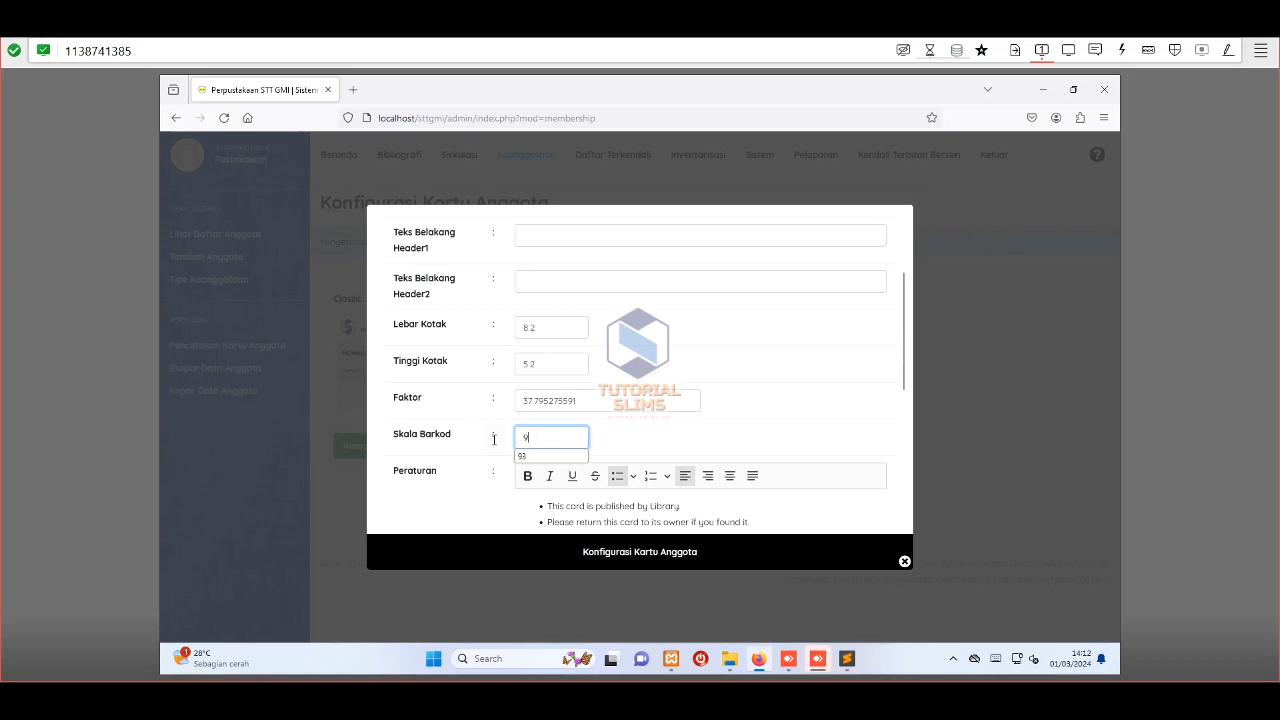 1138741385
1
Perpustakaan STT GMI | Sistem
localhost/sttgmi/admin/index.php?mod=membership
Pustakawan
Beranda
Bibliografi
Sirkulasi
Keanggotaan
Daftar Terkendali
Inventarisasi
Sistem
Pelaporan
Kendali Terbitan Berseri
Keluar
Konfigurasi Kartu Anggota
Lihat Daftar Anggota
Tambah Anggota
Tipe Keanggotaan
Pencetakan Kartu Anggota
Ekspor Data Anggota
Impor Data Anggota
Classic
Teks Belakang
Header1
:
Teks Belakang
Header2
:
Lebar Kotak : 8.2
Tinggi Kotak : 5.2
Faktor : 37.795275591
Skala Barkod : 9
93
Peraturan :
B I U S
This card is published by Library.
Please return this card to its owner if you found it.
TUTORIAL
SLIMS
Konfigurasi Kartu Anggota
1
28°C
Sebagian cerah
Search
14:12
01/03/2024